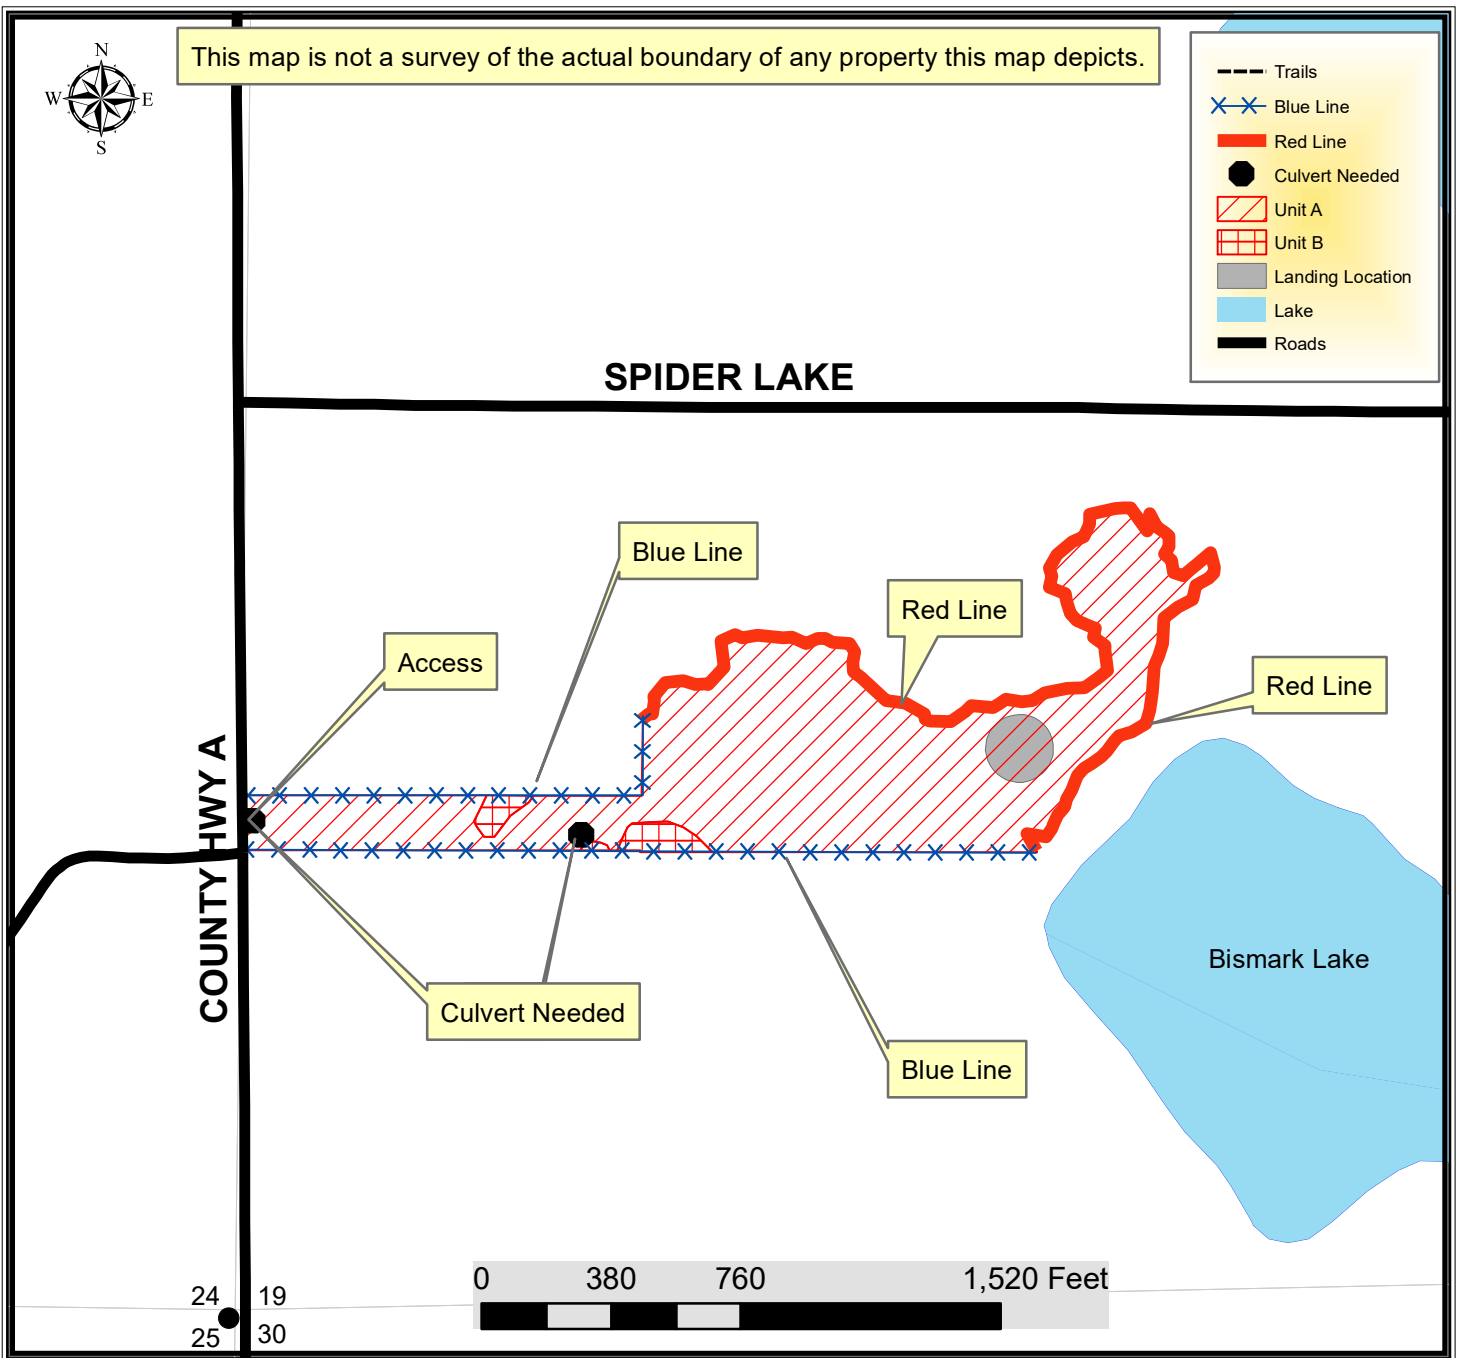 This map is not a survey of the actual boundary of any property this map depicts.
N
W E
S
Trails
Blue Line
Red Line
Culvert Needed
Unit A
Unit B
Landing Location
Lake
Roads
SPIDER LAKE
Blue Line
Red Line
Access
Red Line
COUNTY HWY A
Bismark Lake
Culvert Needed
Blue Line
0 380 760 1,520 Feet
24 19
25 30